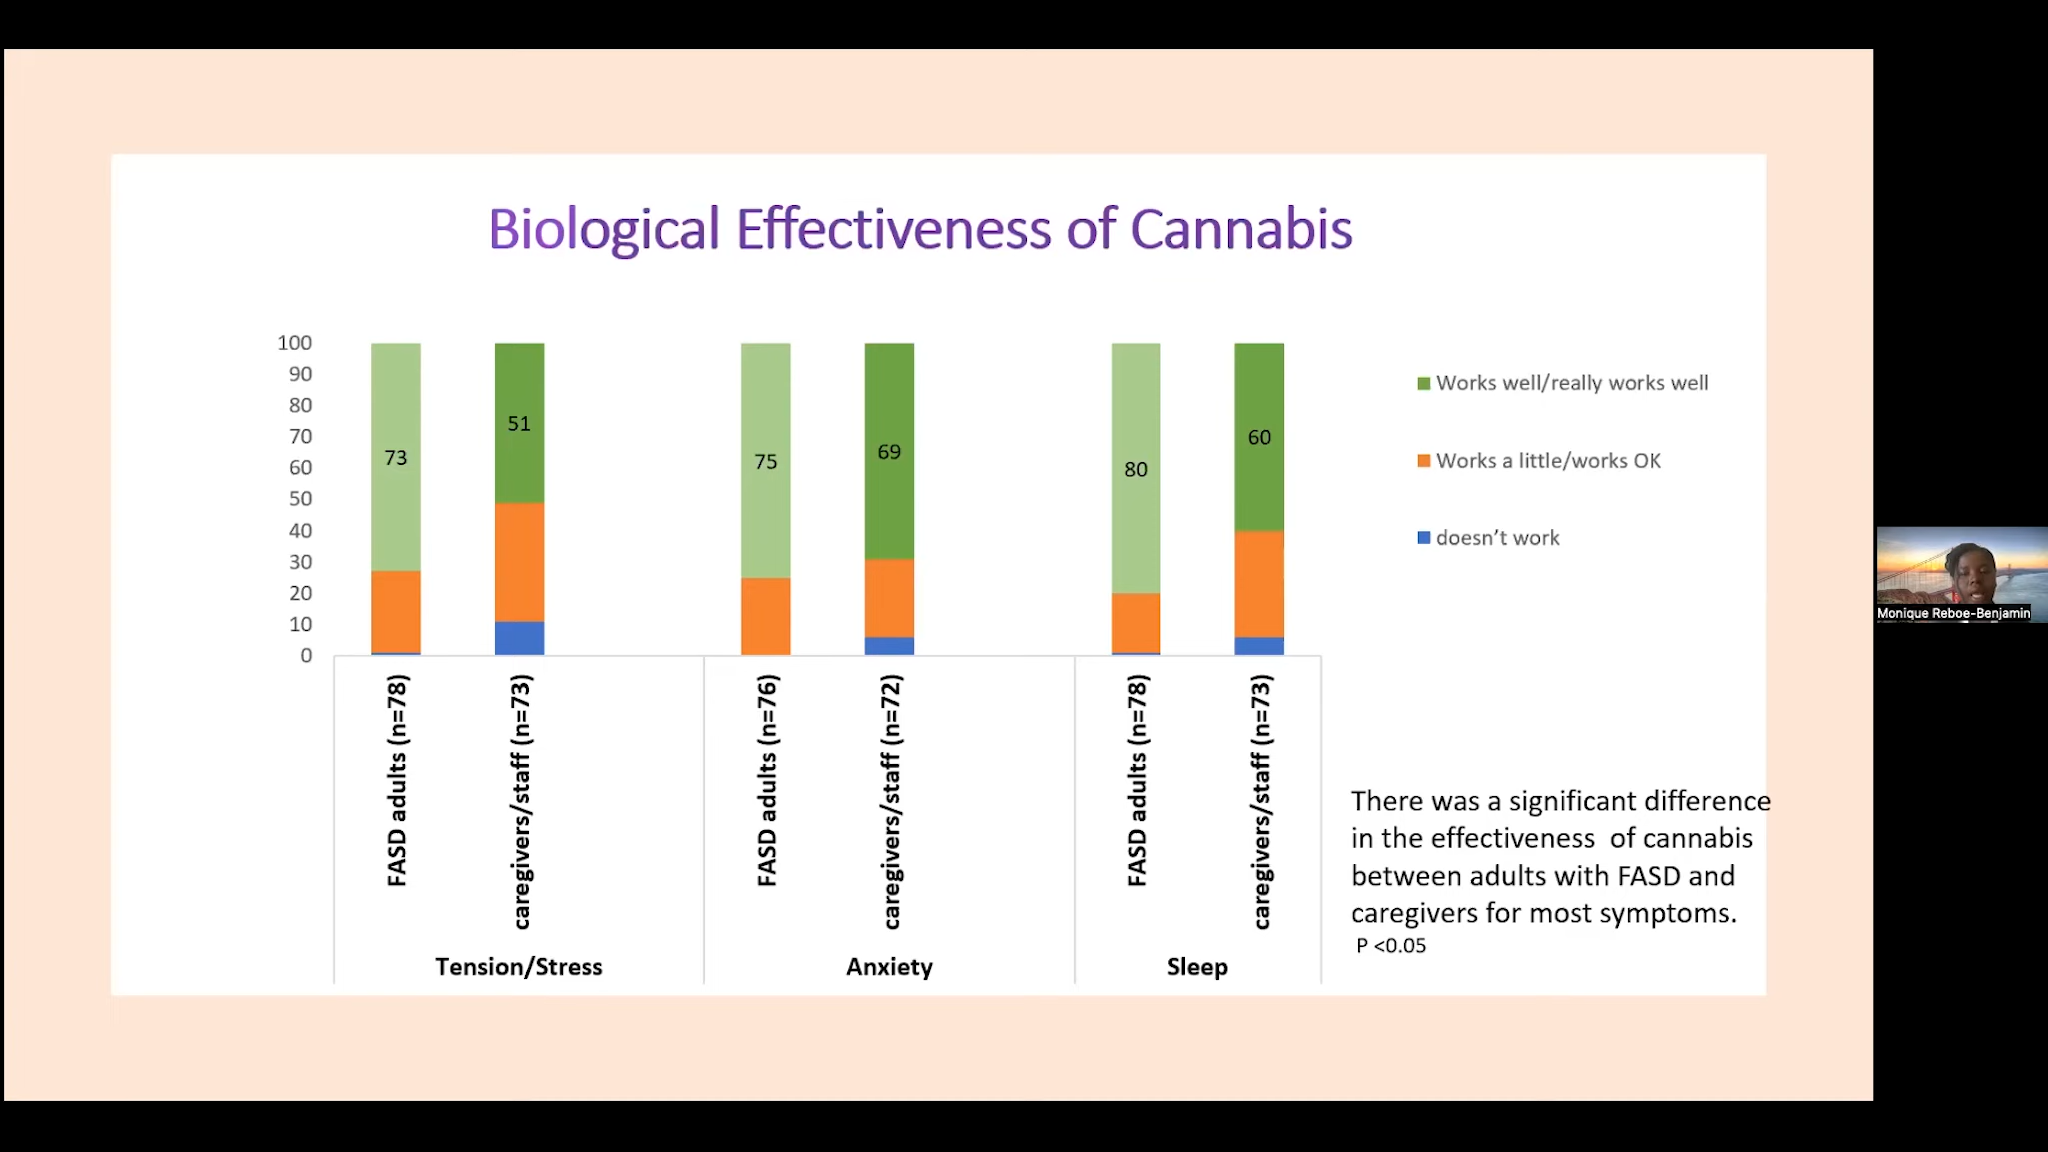 Biological Effectiveness of Cannabis
100
90
80
70
60
50
40
30
20
10
0
73
51
75
69
80
60
Works well/really works well
Works a little/works OK
doesn't work
FASD adults (n=78)
caregivers/staff (n=73)
FASD adults (n=76)
caregivers/staff (n=72)
FASD adults (n=78)
caregivers/staff (n=73)
Tension/Stress
Anxiety
Sleep
There was a significant difference
in the effectiveness of cannabis
between adults with FASD and
caregivers for most symptoms.
P <0.05
Monique Reboe-Benjamin